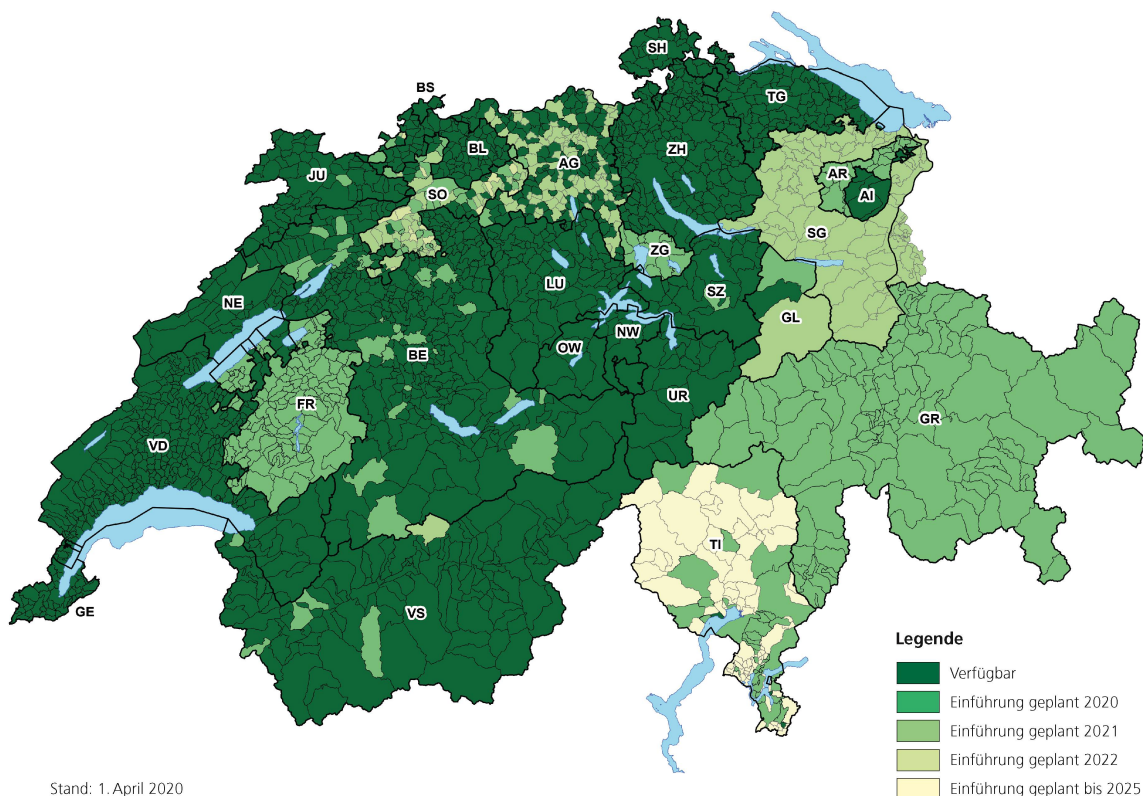 SH
BS
TG
BL
AG
ZH
JU
AR
AI
SO
SG
ZG
LU
SZ
NE
GL
NW
OW
BE
UR
FR
GR
VD
TI
GE
VS
Legende
Verfügbar
Einführung geplant 2020
Einführung geplant 2021
Einführung geplant 2022
Einführung geplant bis 2025
Stand: 1. April 2020